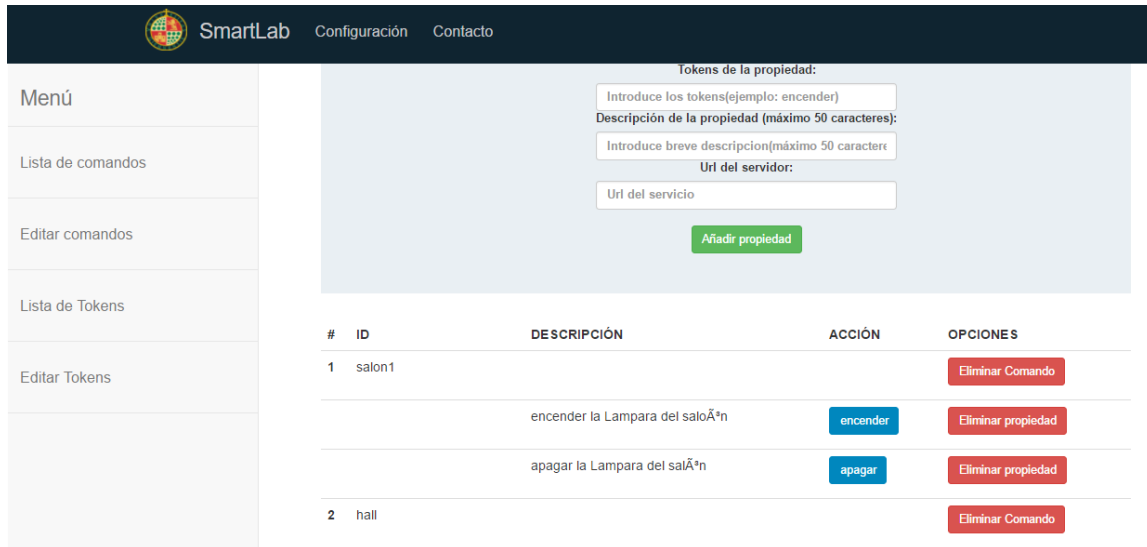 SmartLab Configuración Contacto
Menú
Lista de comandos
Editar comandos
Lista de Tokens
Editar Tokens
Tokens de la propiedad:
Introduce los tokens(ejemplo: encender)
Descripción de la propiedad (máximo 50 caracteres):
Introduce breve descripcion(máximo 50 caractere
Url del servidor:
Url del servicio
Añadir propiedad
# ID DESCRIPCIÓN ACCIÓN OPCIONES
1 salon1 Eliminar Comando
encender la Lampara del saloÃªn encender Eliminar propiedad
apagar la Lampara del salÃªn apagar Eliminar propiedad
2 hall Eliminar Comando